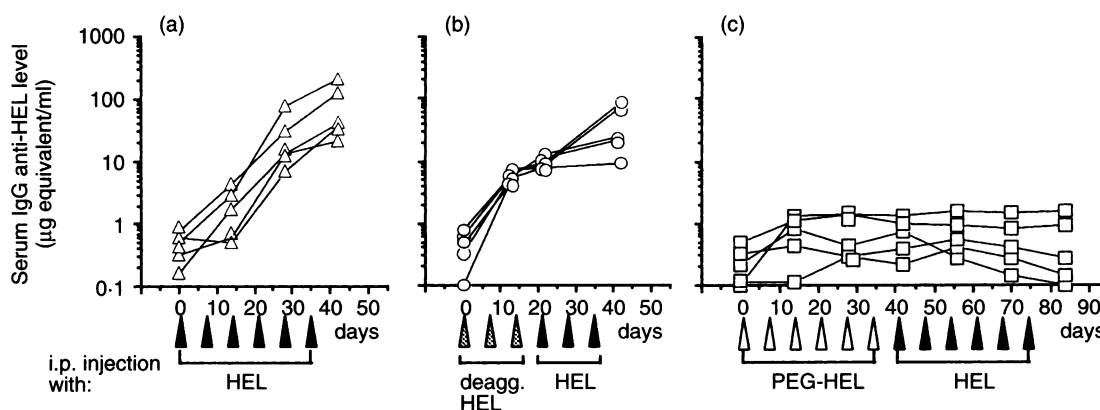 (a) (b) (c)
Serum IgG anti-HEL level
(µg equivalent/ml)
1000
100
10
1
0·1
0 10 20 30 40 50
days
0 10 20 30 40 50
days
0 10 20 30 40 50 60 70 80 90
days
i.p. injection
with:
HEL
deagg.
HEL
HEL
PEG-HEL
HEL